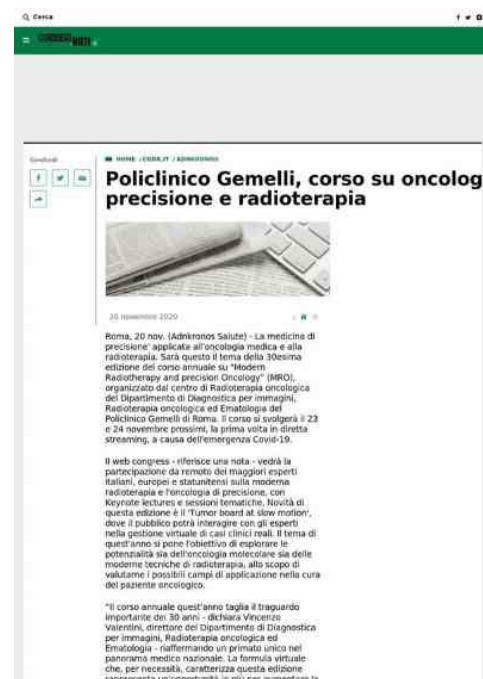 Cerca
CORRIERE RIETI
Condividi
HOME / CORR.IT / ADNKRONOS
Policlinico Gemelli, corso su oncolog
precisione e radioterapia
20 novembre 2020
Roma, 20 nov. (Adnkronos Salute) - La medicina di
precisione' applicata all'oncologia medica e alla
radioterapia. Sarà questo il tema della 30esima
edizione del corso annuale su "Modern
Radiotherapy and precision Oncology" (MRO),
organizzato dal centro di Radioterapia oncologica
del Dipartimento di Diagnostica per immagini,
Radioterapia oncologica ed Ematologia del
Policlinico Gemelli di Roma. Il corso si svolgerà il 23
e 24 novembre prossimi, la prima volta in diretta
streaming, a causa dell'emergenza Covid-19.
Il web congress - riferisce una nota - vedrà la
partecipazione da remoto dei maggiori esperti
italiani, europei e statunitensi sulla moderna
radioterapia e l'oncologia di precisione, con
Keynote lectures e sessioni tematiche. Novità di
questa edizione è il 'Tumor board at slow motion',
dove il pubblico potrà interagire con gli esperti
nella gestione virtuale di casi clinici reali. Il tema di
quest'anno si pone l'obiettivo di esplorare le
potenzialità sia dell'oncologia molecolare sia delle
moderne tecniche di radioterapia, allo scopo di
valutarne i possibili campi di applicazione nella cura
del paziente oncologico.
"Il corso annuale quest'anno taglia il traguardo
importante dei 30 anni - dichiara Vincenzo
Valentini, direttore del Dipartimento di Diagnostica
per immagini, Radioterapia oncologica ed
Ematologia - riaffermando un primato unico nel
panorama medico nazionale. La formula virtuale
che, per necessità, caratterizza questa edizione
rappresenta un'opportunità in più per aumentare la